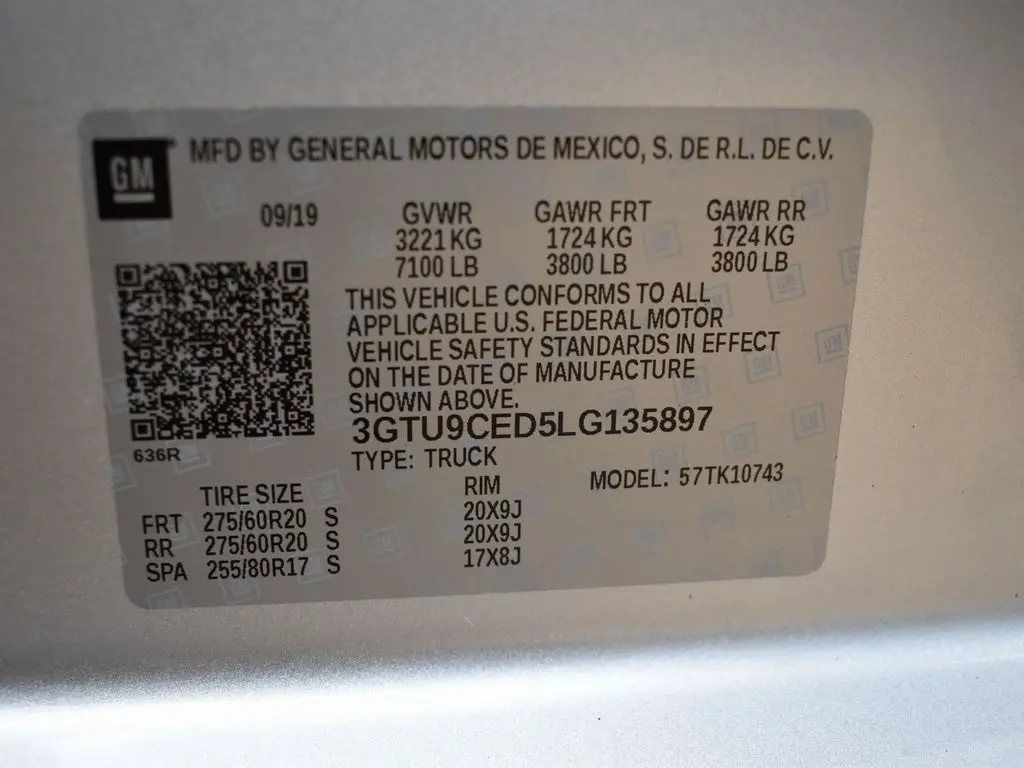 GM MFD BY GENERAL MOTORS DE MEXICO, S. DE R.L. DE C.V.
09/19 GVWR GAWR FRT GAWR RR
3221 KG 1724 KG 1724 KG
7100 LB 3800 LB 3800 LB
THIS VEHICLE CONFORMS TO ALL
APPLICABLE U.S. FEDERAL MOTOR
VEHICLE SAFETY STANDARDS IN EFFECT
ON THE DATE OF MANUFACTURE
SHOWN ABOVE.
3GTU9CED5LG135897
636R
TYPE: TRUCK
MODEL: 57TK10743
TIRE SIZE RIM
FRT 275/60R20 S 20X9J
RR 275/60R20 S 20X9J
SPA 255/80R17 S 17X8J